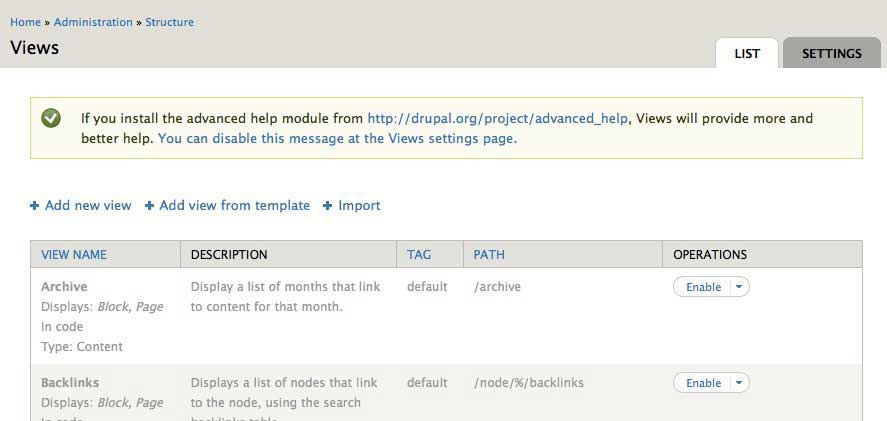 Home » Administration » Structure
Views
LIST SETTINGS
If you install the advanced help module from http://drupal.org/project/advanced_help, Views will provide more and
better help. You can disable this message at the Views settings page.
Add new view Add view from template Import
VIEW NAME DESCRIPTION TAG PATH OPERATIONS
Archive Display a list of months that link default /archive Enable
Displays: Block, Page to content for that month.
In code
Type: Content
Backlinks Displays a list of nodes that link default /node/%/backlinks Enable
Displays: Block, Page to the node, using the search
In code backlinks table.